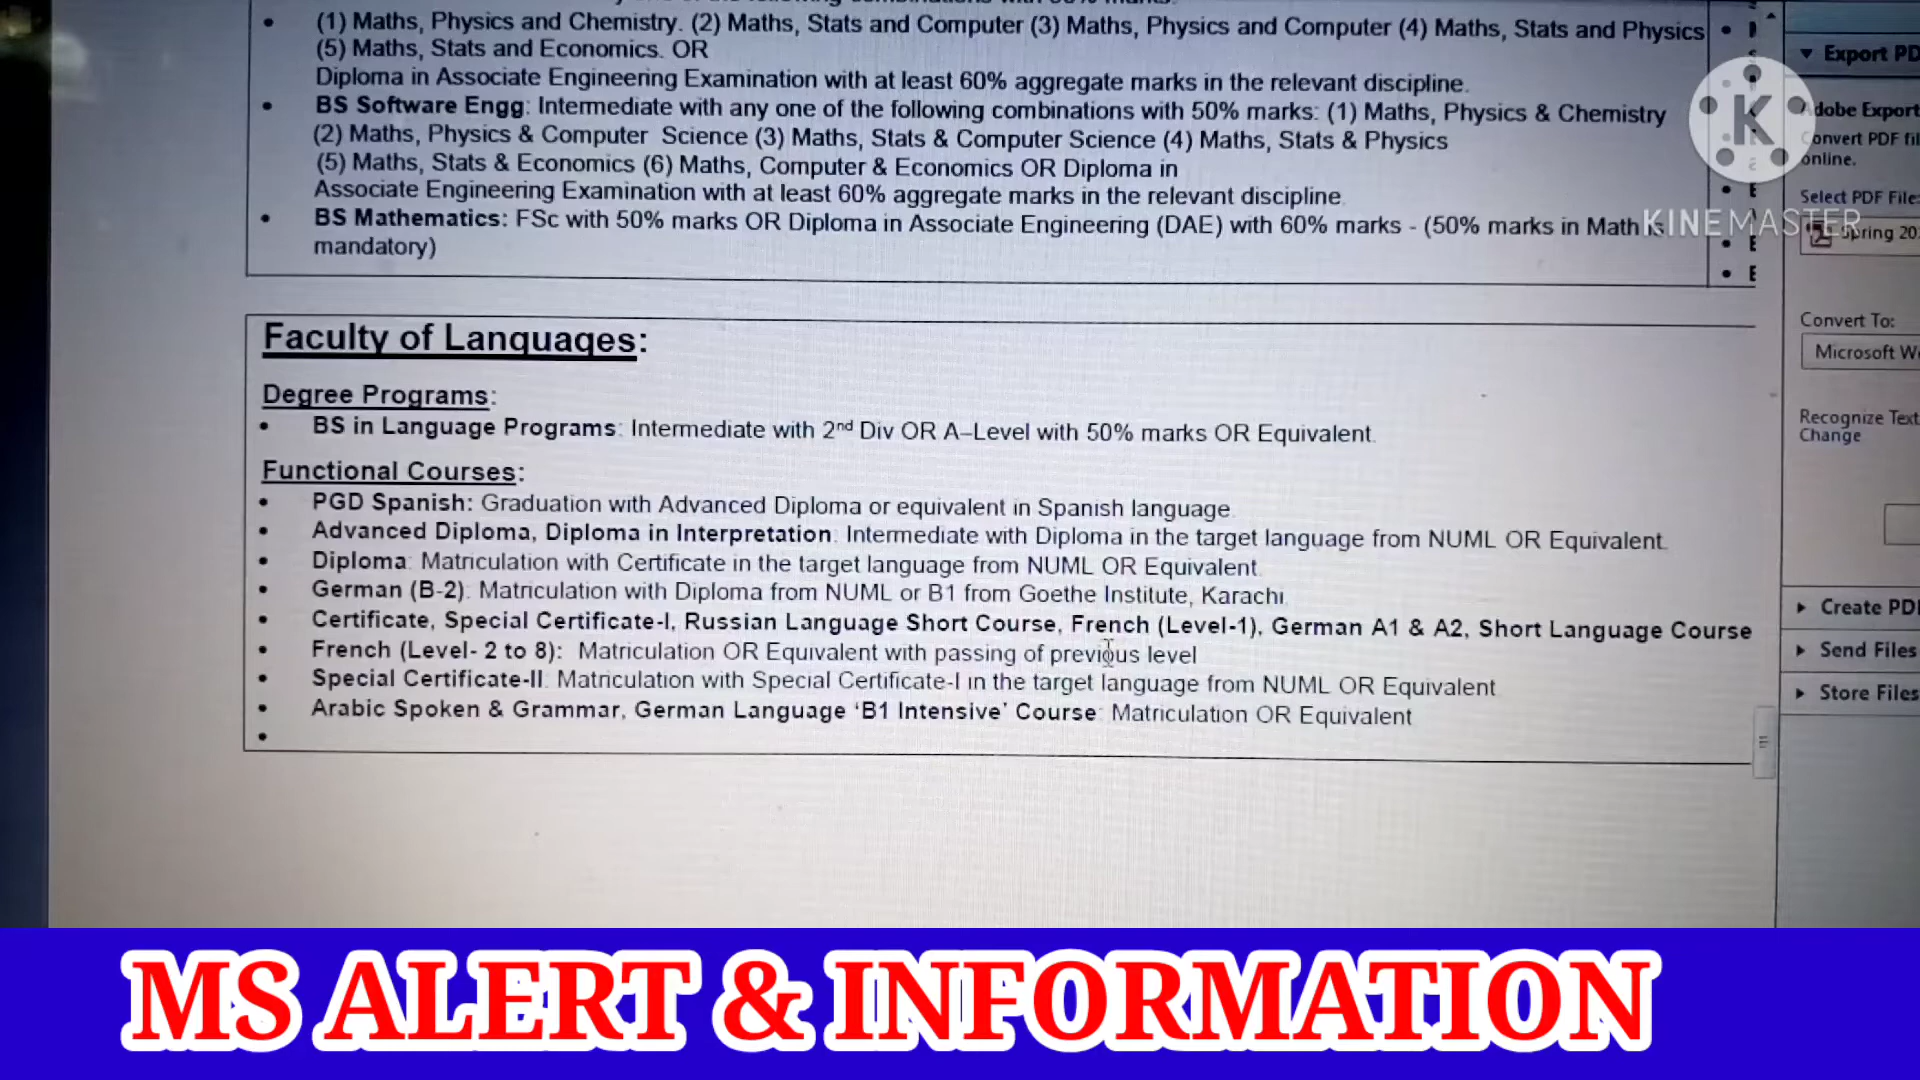 (1) Maths, Physics and Chemistry. (2) Maths, Stats and Computer (3) Maths, Physics and Computer (4) Maths, Stats and Physics
(5) Maths, Stats and Economics. OR
Diploma in Associate Engineering Examination with at least 60% aggregate marks in the relevant discipline.
BS Software Engg: Intermediate with any one of the following combinations with 50% marks: (1) Maths, Physics & Chemistry
(2) Maths, Physics & Computer Science (3) Maths, Stats & Computer Science (4) Maths, Stats & Physics
(5) Maths, Stats & Economics (6) Maths, Computer & Economics OR Diploma in
Associate Engineering Examination with at least 60% aggregate marks in the relevant discipline.
BS Mathematics: FSc with 50% marks OR Diploma in Associate Engineering (DAE) with 60% marks - (50% marks in Math is
mandatory)
Faculty of Languages:
Degree Programs:
BS in Language Programs: Intermediate with 2nd Div OR A–Level with 50% marks OR Equivalent.
Functional Courses:
PGD Spanish: Graduation with Advanced Diploma or equivalent in Spanish language.
Advanced Diploma, Diploma in Interpretation: Intermediate with Diploma in the target language from NUML OR Equivalent.
Diploma: Matriculation with Certificate in the target language from NUML OR Equivalent.
German (B-2): Matriculation with Diploma from NUML or B1 from Goethe Institute, Karachi.
Certificate, Special Certificate-I, Russian Language Short Course, French (Level-1), German A1 & A2, Short Language Course
French (Level- 2 to 8): Matriculation OR Equivalent with passing of previous level
Special Certificate-II: Matriculation with Special Certificate-I in the target language from NUML OR Equivalent
Arabic Spoken & Grammar, German Language ‘B1 Intensive’ Course: Matriculation OR Equivalent
Export PD
dobe Export
onvert PDF fil
online.
Select PDF File:
Spring 20
Convert To:
Microsoft W
Recognize Text
Change
Create PD
Send Files
Store Files
K
KINEMASTER
MS ALERT & INFORMATION